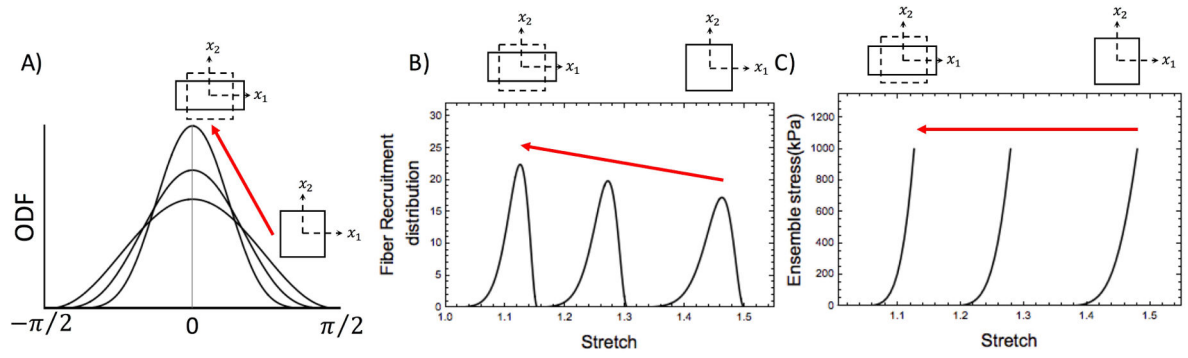 A)
x₂
x₁
x₂
x₁
ODF
−π/2
0
π/2
B)
x₂
x₁
x₂
x₁
Fiber Recruitment
distribution
30
25
20
15
10
5
0
1.0
1.1
1.2
1.3
1.4
1.5
Stretch
C)
x₂
x₁
x₂
x₁
Ensemble stress(kPa)
1200
1000
800
600
400
200
0
1.1
1.2
1.3
1.4
1.5
Stretch